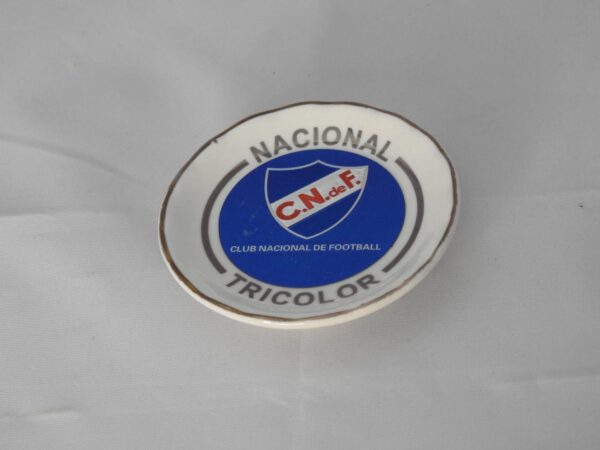 NACIONAL
C.N.deF.
CLUB NACIONAL DE FOOTBALL
TRICOLOR